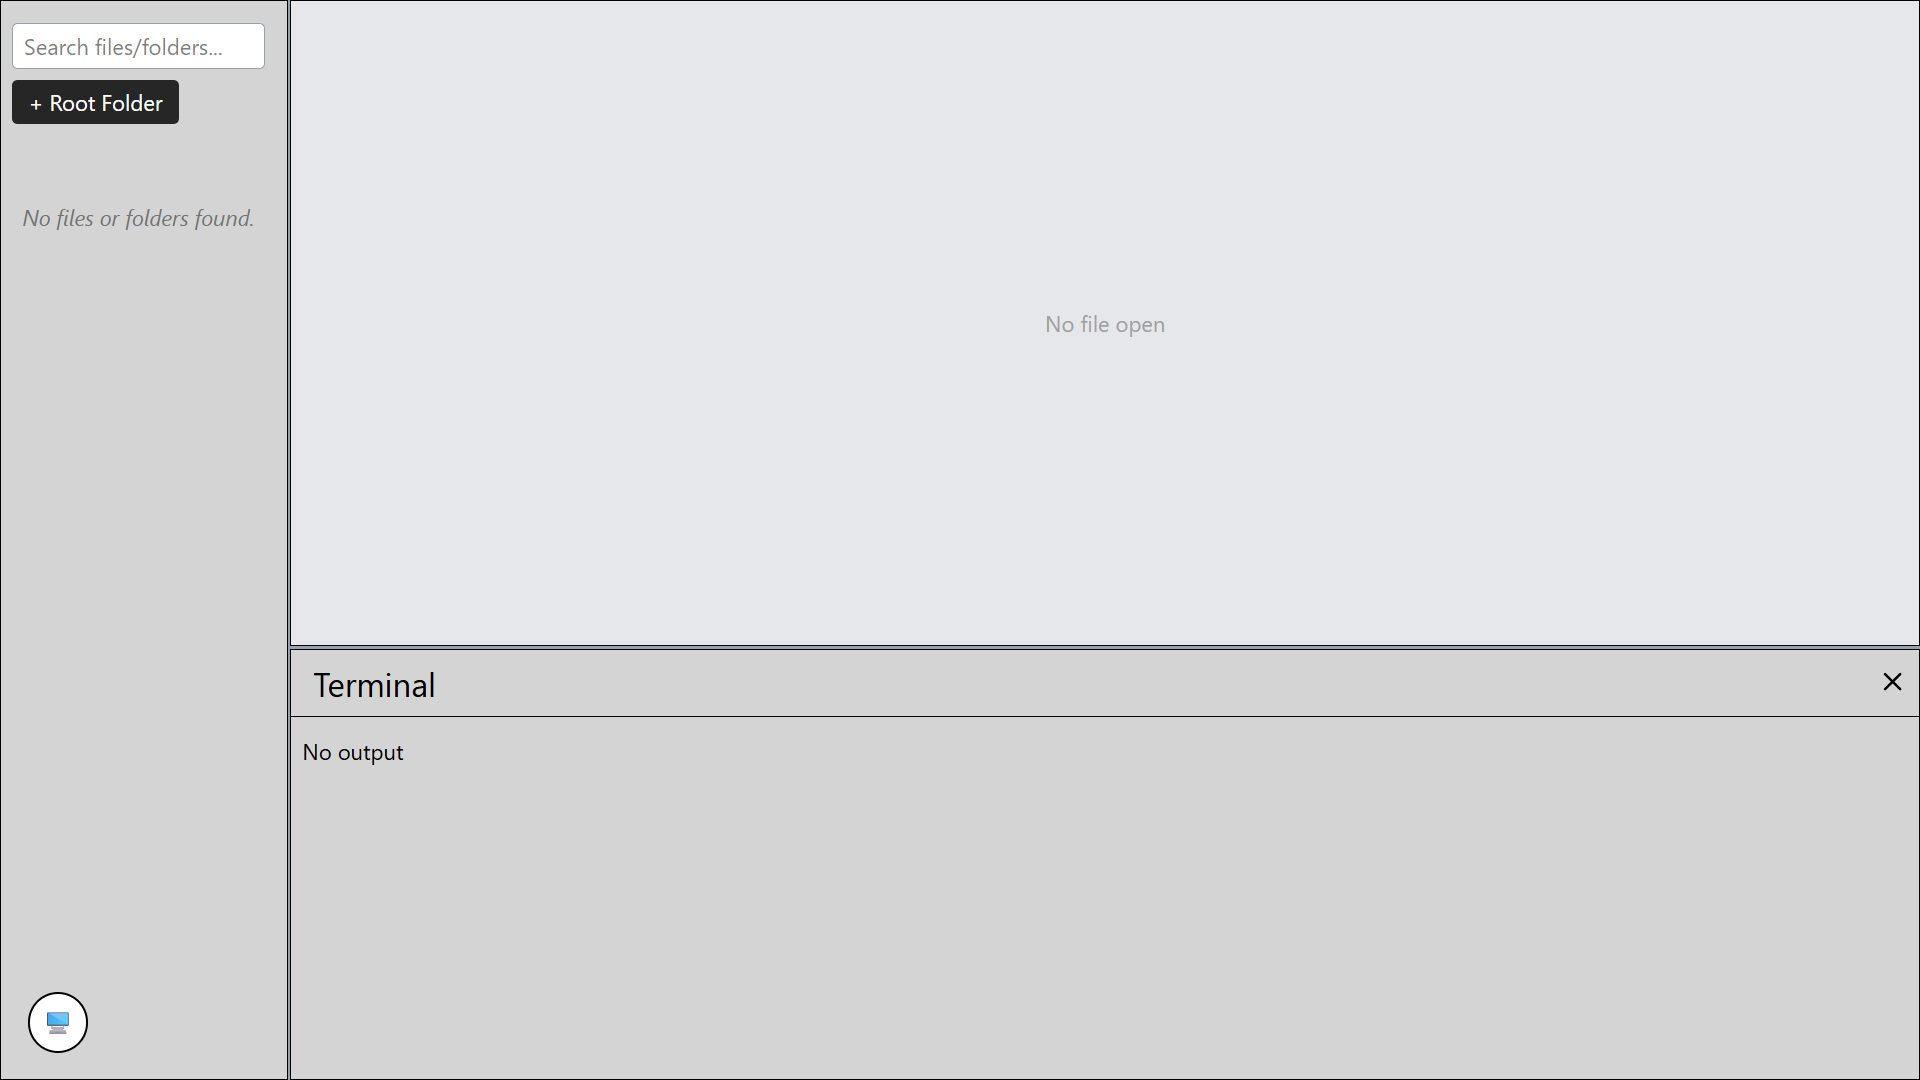 Search files/folders...
+ Root Folder
No files or folders found.
No file open
Terminal
No output